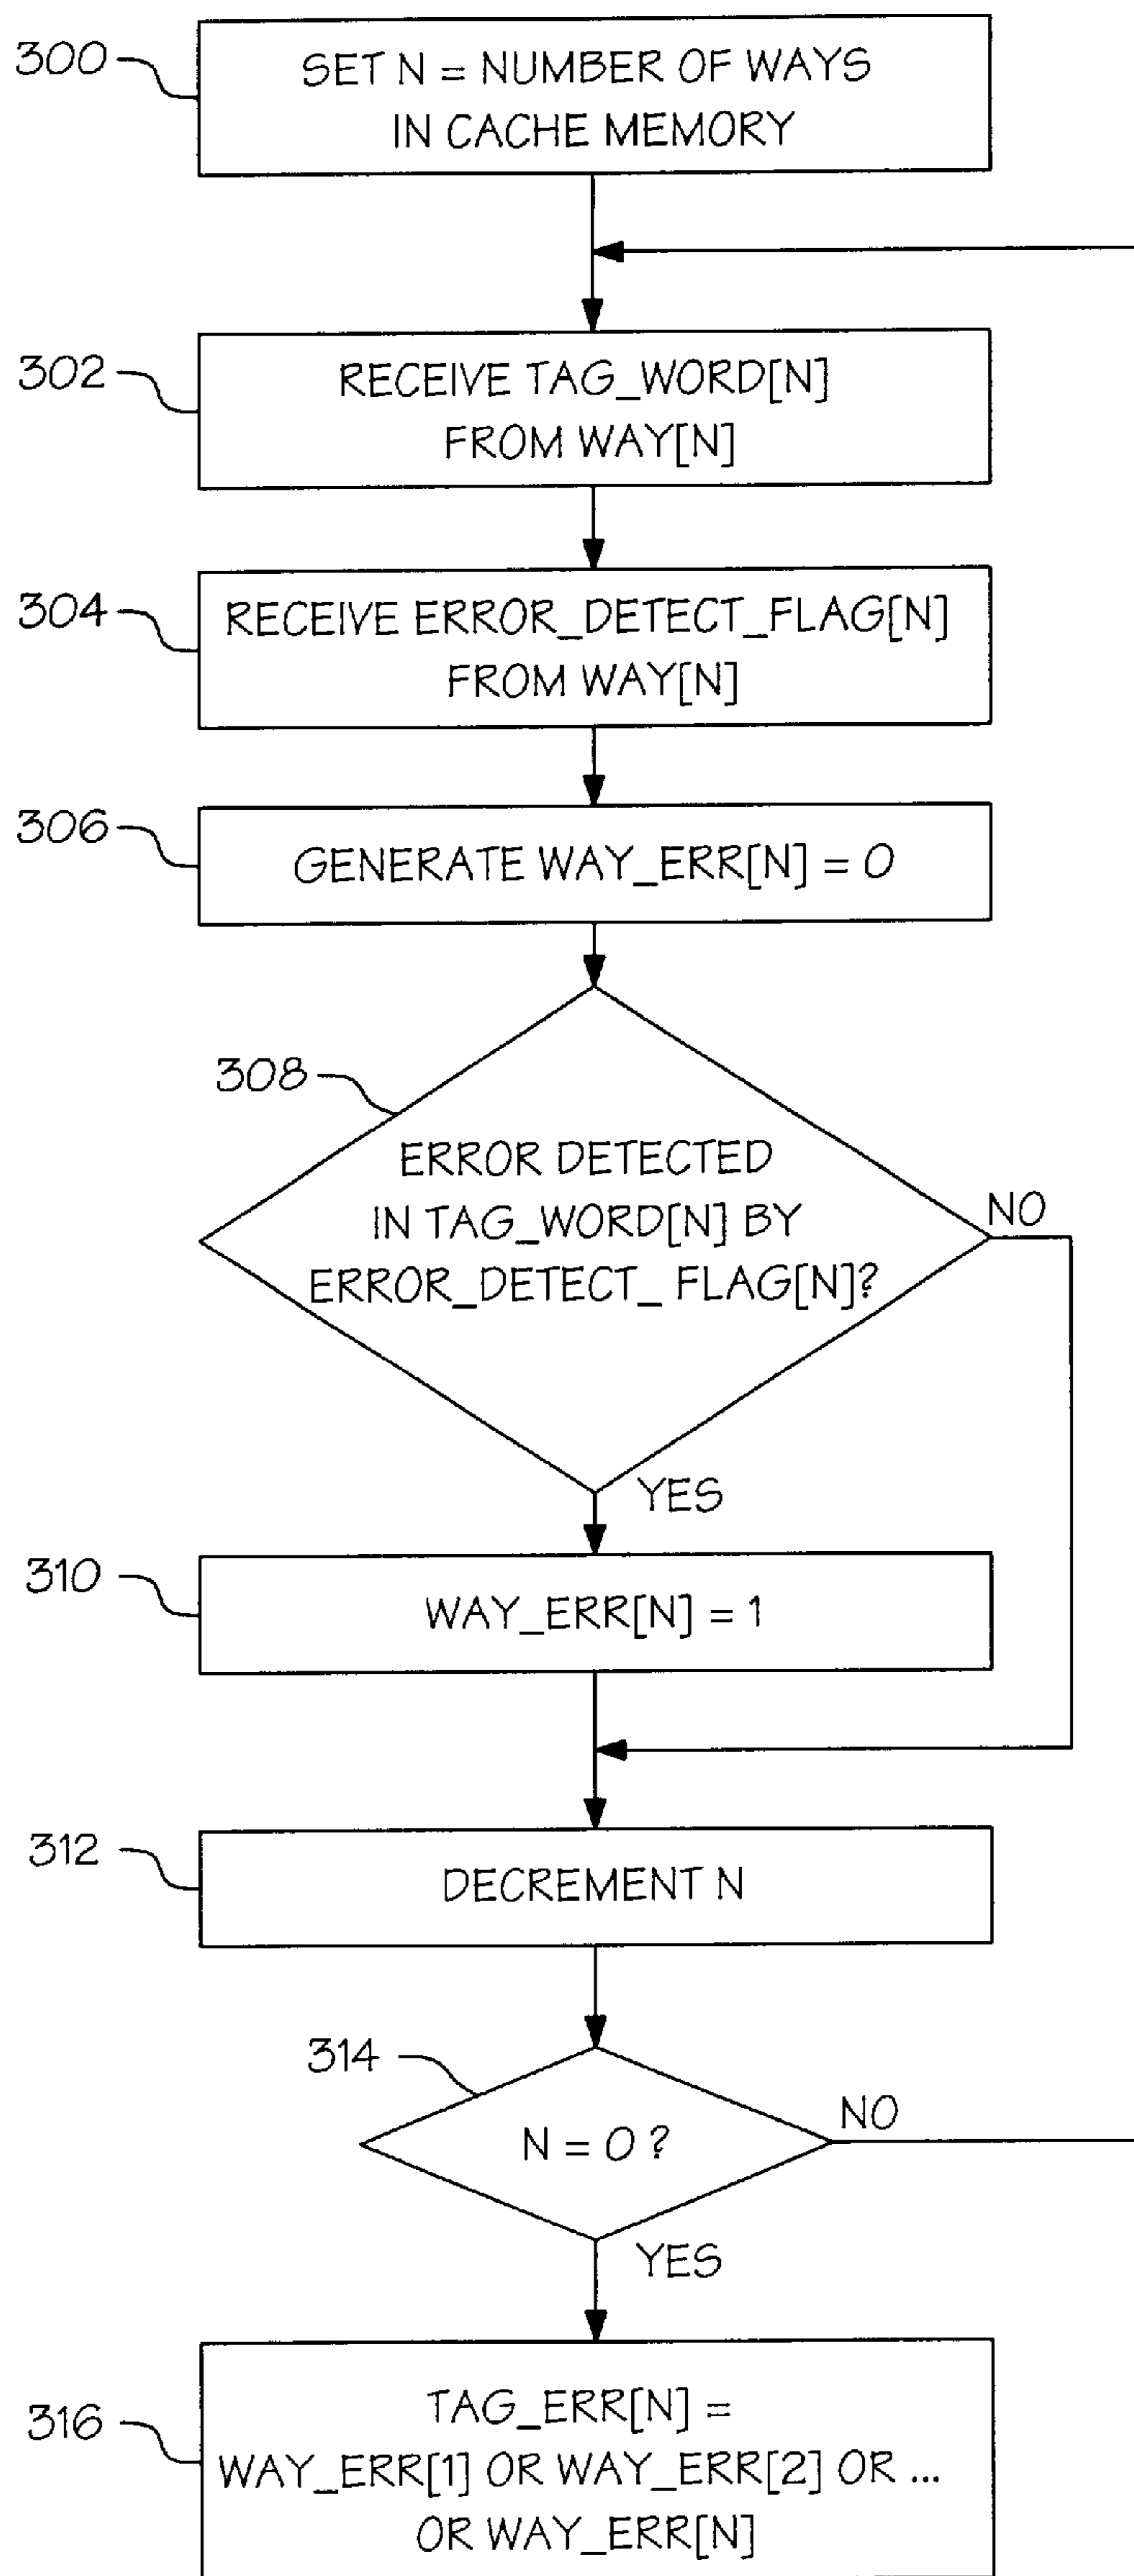 300
SET N = NUMBER OF WAYS
IN CACHE MEMORY
302
RECEIVE TAG_WORD[N]
FROM WAY[N]
304
RECEIVE ERROR_DETECT_FLAG[N]
FROM WAY[N]
306
GENERATE WAY_ERR[N] = 0
308
ERROR DETECTED
IN TAG_WORD[N] BY
ERROR_DETECT_ FLAG[N]?
NO
YES
310
WAY_ERR[N] = 1
312
DECREMENT N
314
N = 0 ?
NO
YES
316
TAG_ERR[N] =
WAY_ERR[1] OR WAY_ERR[2] OR ...
OR WAY_ERR[N]